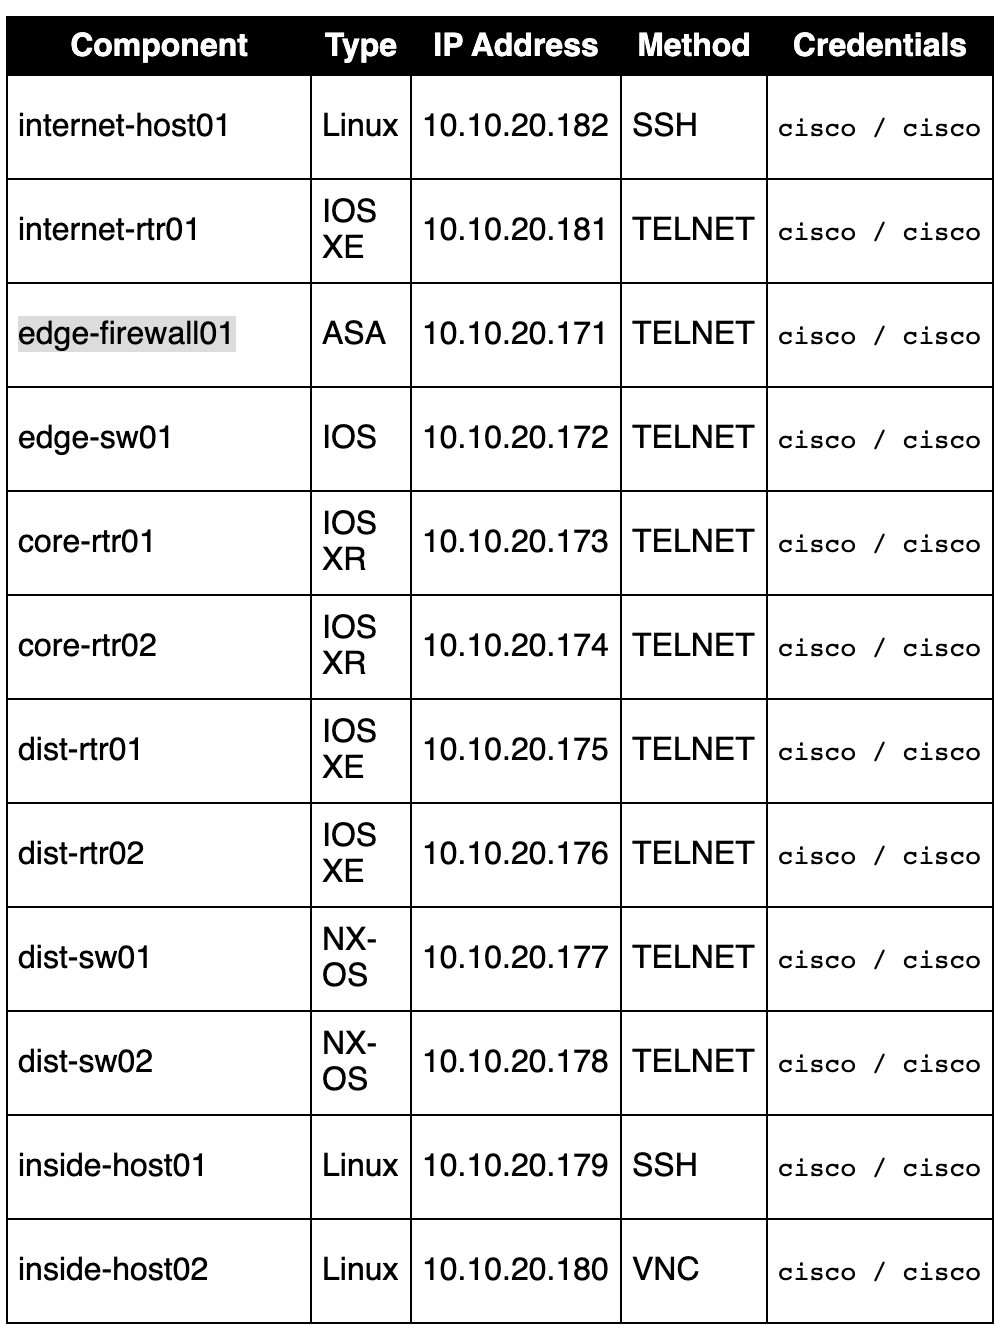 Component Type IP Address Method Credentials
internet-host01 Linux 10.10.20.182 SSH cisco / cisco
internet-rtr01 IOS XE 10.10.20.181 TELNET cisco / cisco
edge-firewall01 ASA 10.10.20.171 TELNET cisco / cisco
edge-sw01 IOS 10.10.20.172 TELNET cisco / cisco
core-rtr01 IOS XR 10.10.20.173 TELNET cisco / cisco
core-rtr02 IOS XR 10.10.20.174 TELNET cisco / cisco
dist-rtr01 IOS XE 10.10.20.175 TELNET cisco / cisco
dist-rtr02 IOS XE 10.10.20.176 TELNET cisco / cisco
dist-sw01 NX-OS 10.10.20.177 TELNET cisco / cisco
dist-sw02 NX-OS 10.10.20.178 TELNET cisco / cisco
inside-host01 Linux 10.10.20.179 SSH cisco / cisco
inside-host02 Linux 10.10.20.180 VNC cisco / cisco